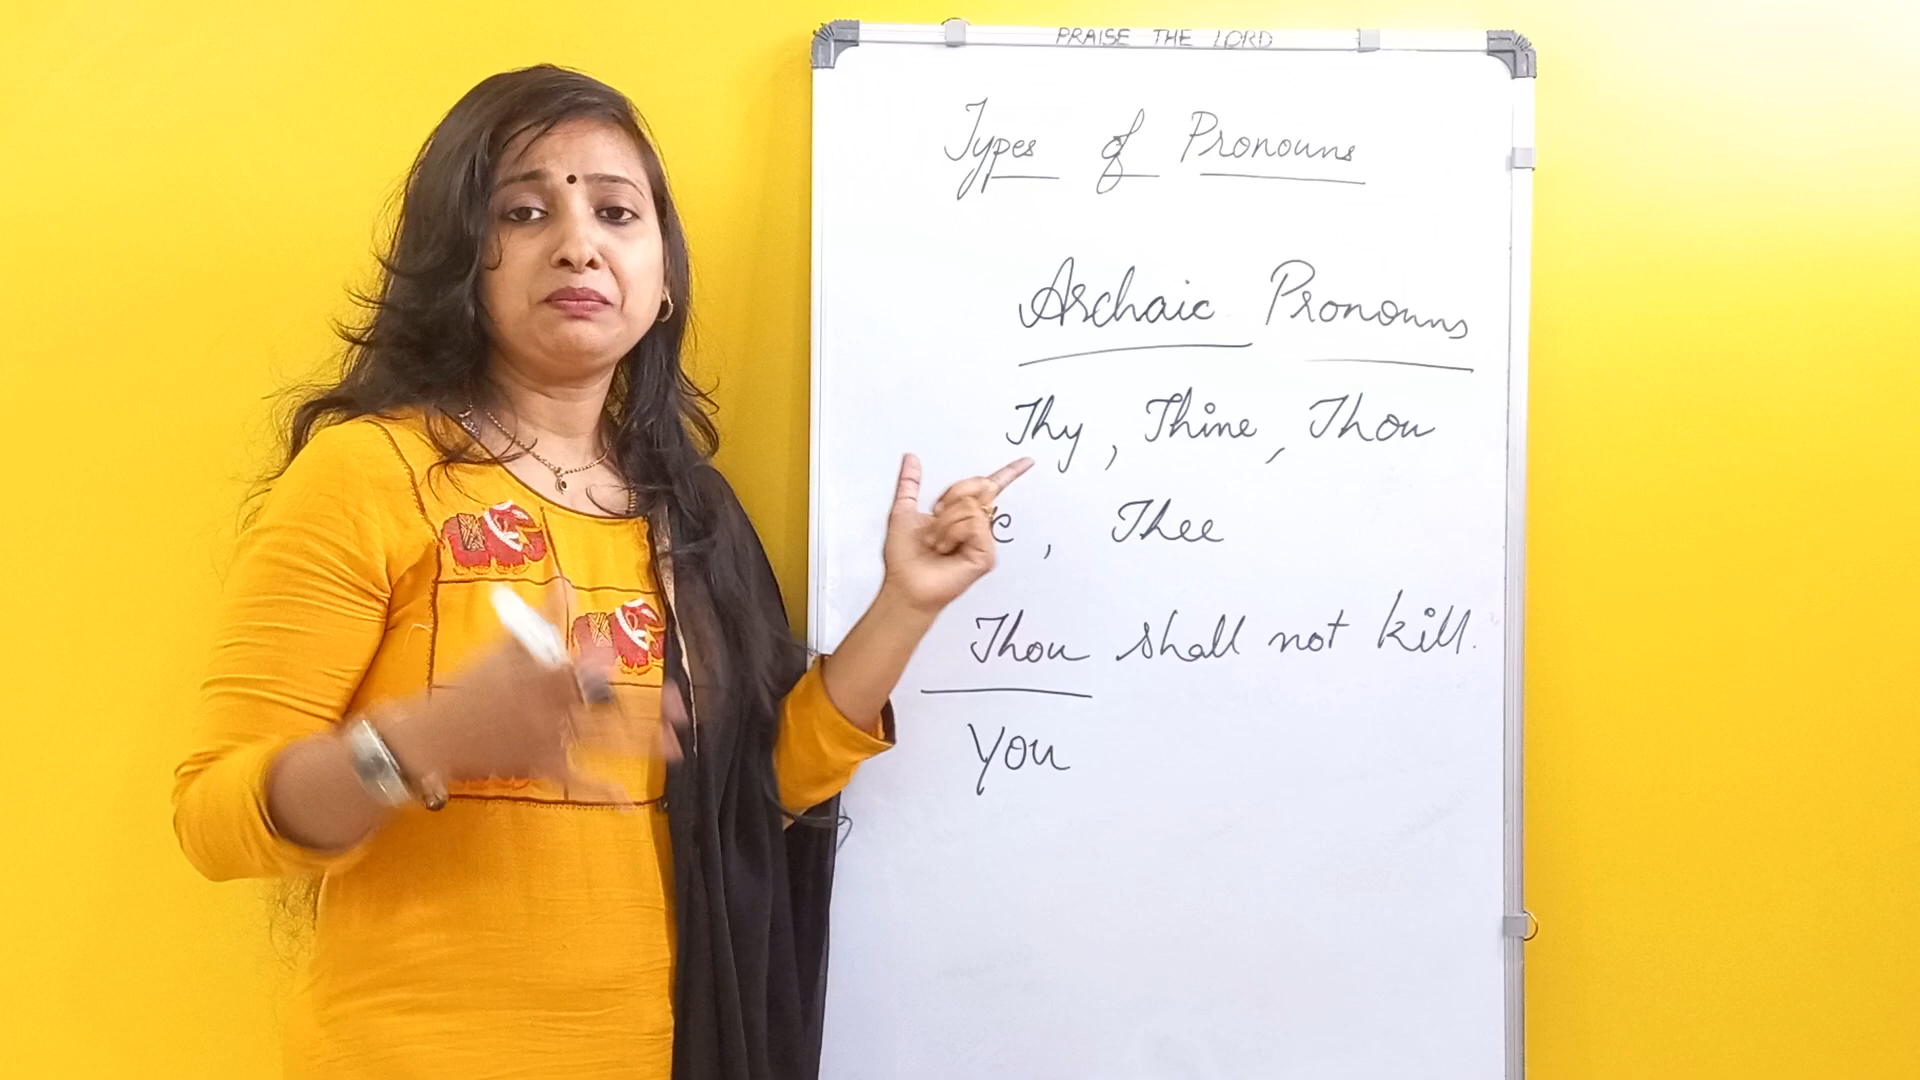 PRAISE THE LORD
Types of Pronouns
Archaic Pronouns
Thy, Thine, Thou
, Thee
Thou shall not kill.
You